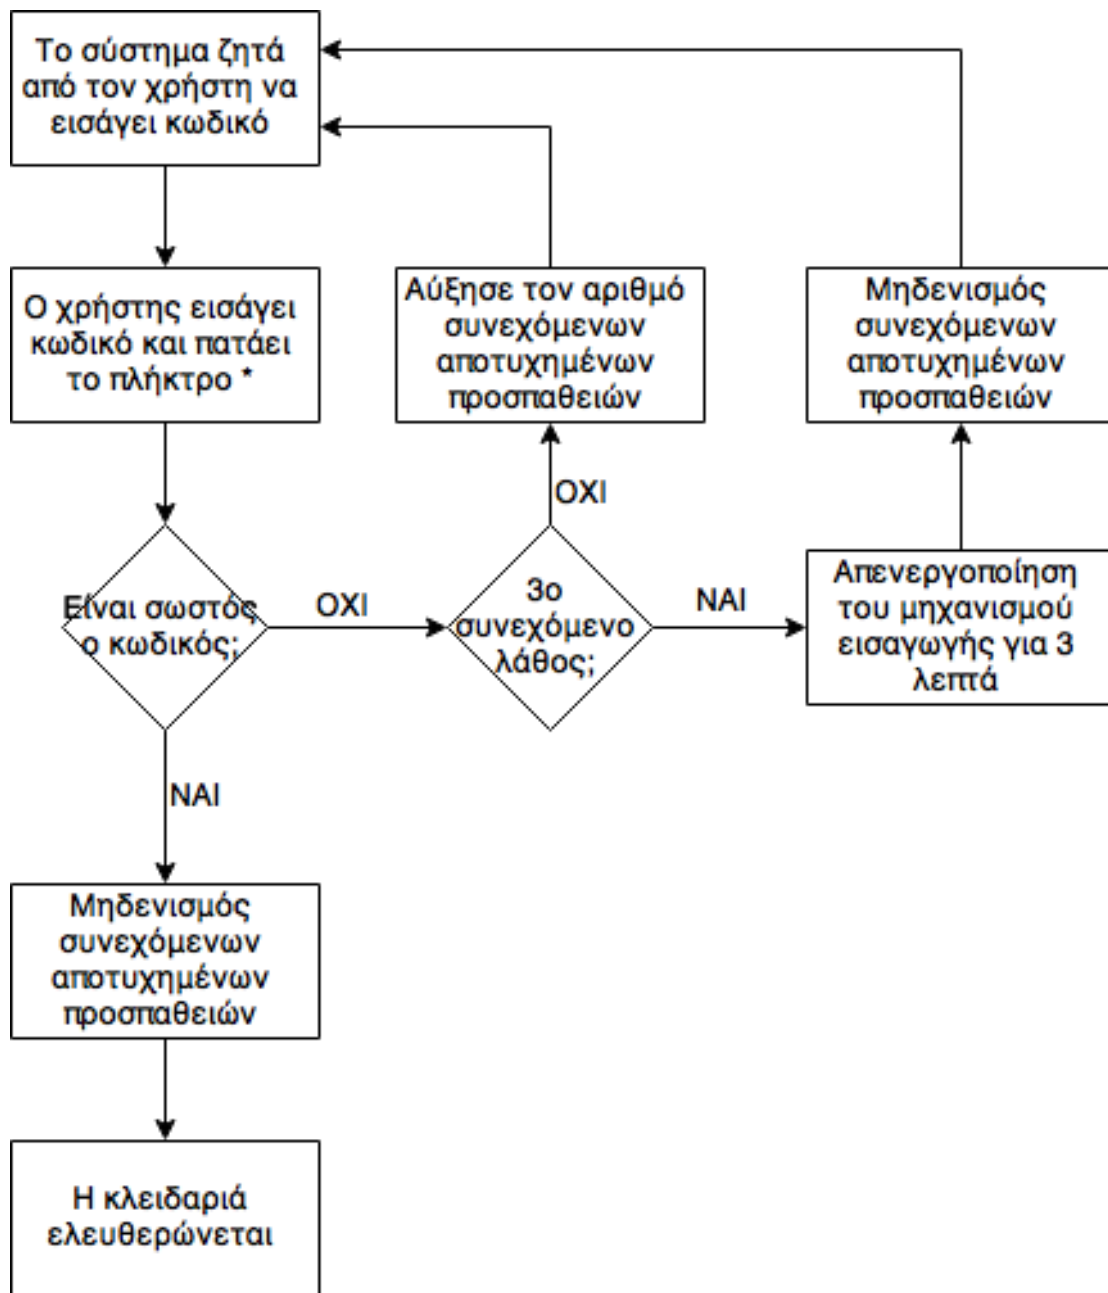 Το σύστημα ζητά
από τον χρήστη να
εισάγει κωδικό
Ο χρήστης εισάγει
κωδικό και πατάει
το πλήκτρο *
Αύξησε τον αριθμό
συνεχόμενων
αποτυχημένων
προσπαθειών
Μηδενισμός
συνεχόμενων
αποτυχημένων
προσπαθειών
ΟΧΙ
Είναι σωστός
ο κωδικός;
ΟΧΙ
3ο
συνεχόμενο
λάθος;
ΝΑΙ
Απενεργοποίηση
του μηχανισμού
εισαγωγής για 3
λεπτά
ΝΑΙ
Μηδενισμός
συνεχόμενων
αποτυχημένων
προσπαθειών
Η κλειδαριά
ελευθερώνεται